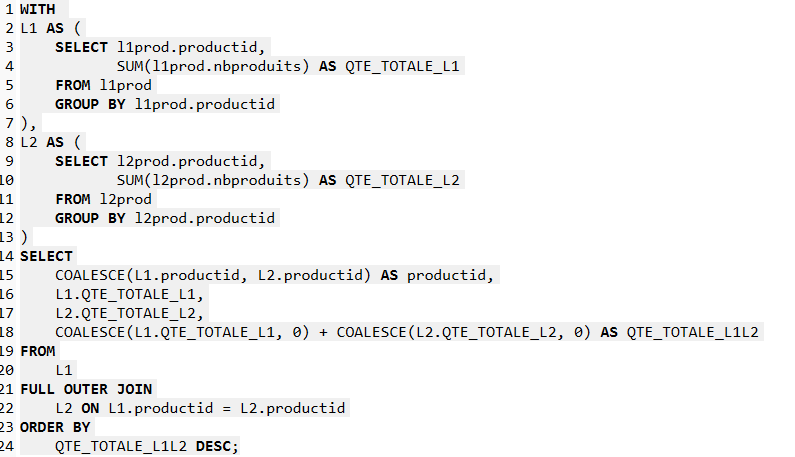 1 WITH
2 L1 AS (
3     SELECT l1prod.productid,
4            SUM(l1prod.nbproduits) AS QTE_TOTALE_L1
5     FROM l1prod
6     GROUP BY l1prod.productid
7 ),
8 L2 AS (
9     SELECT l2prod.productid,
10            SUM(l2prod.nbproduits) AS QTE_TOTALE_L2
11     FROM l2prod
12     GROUP BY l2prod.productid
13 )
14 SELECT
15     COALESCE(L1.productid, L2.productid) AS productid,
16     L1.QTE_TOTALE_L1,
17     L2.QTE_TOTALE_L2,
18     COALESCE(L1.QTE_TOTALE_L1, 0) + COALESCE(L2.QTE_TOTALE_L2, 0) AS QTE_TOTALE_L1L2
19 FROM
20     L1
21 FULL OUTER JOIN
22     L2 ON L1.productid = L2.productid
23 ORDER BY
24     QTE_TOTALE_L1L2 DESC;